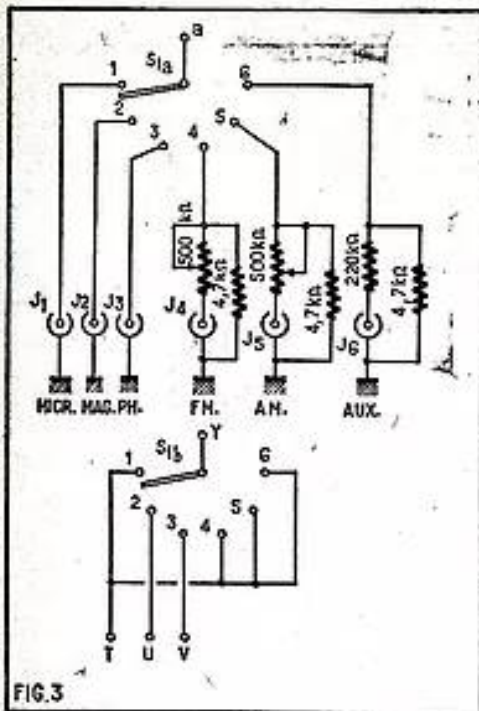 B
1 S1a 6
2 5
3 4
500 kΩ 4,7kΩ 500kΩ 4,7kΩ 220kΩ 4,7kΩ
J1 J2 J3 J4 J5 J6
MICR. MAG. PH. FM. AM. AUX.
Y
1 S1b 6
2 3 4 5
T U V
FIG.3